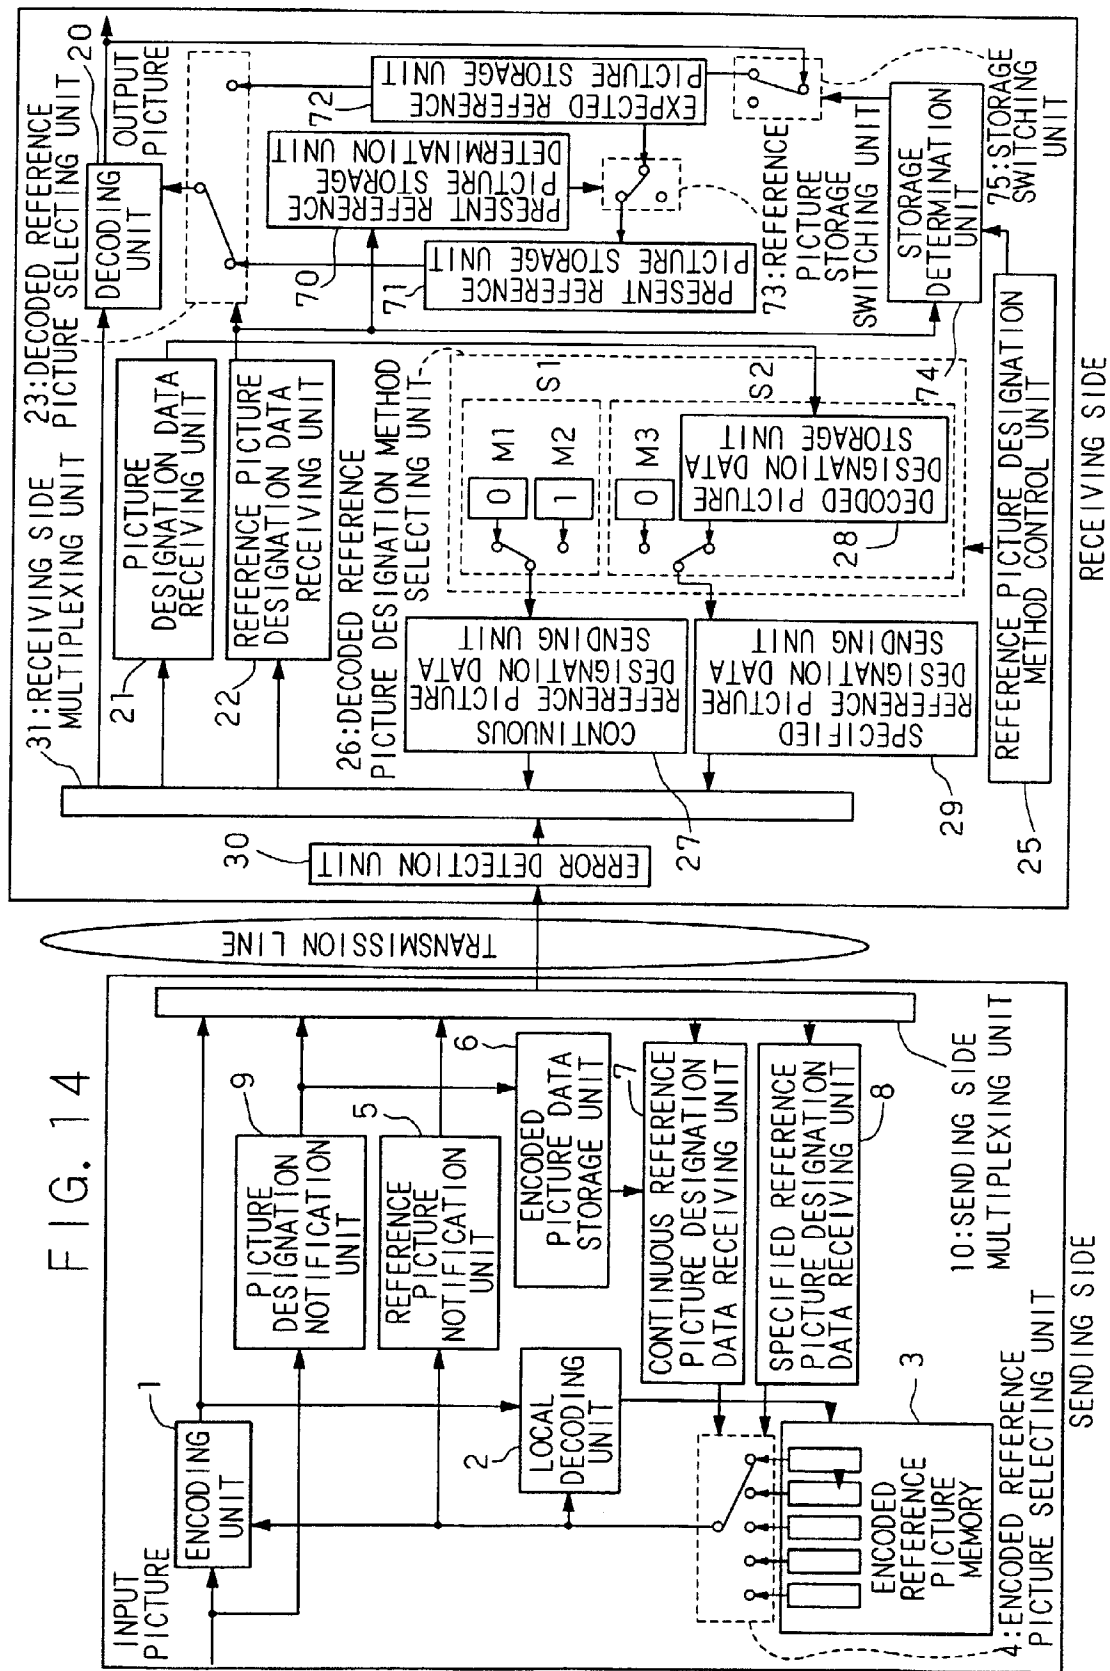 FIG. 14
INPUT
PICTURE
1
ENCODING
UNIT
9
PICTURE
DESIGNATION
NOTIFICATION
UNIT
5
REFERENCE
PICTURE
NOTIFICATION
UNIT
2
LOCAL
DECODING
UNIT
6
ENCODED
PICTURE DATA
STORAGE UNIT
7
CONTINUOUS REFERENCE
PICTURE DESIGNATION
DATA RECEIVING UNIT
SPECIFIED REFERENCE
PICTURE DESIGNATION
DATA RECEIVING UNIT
8
3
ENCODED
REFERENCE
PICTURE
MEMORY
4:ENCODED REFERENCE
PICTURE SELECTING UNIT
10:SENDING SIDE
MULTIPLEXING UNIT
SENDING SIDE
TRANSMISSION LINE
30
ERROR DETECTION UNIT
31:RECEIVING SIDE
MULTIPLEXING UNIT
21
PICTURE
DESIGNATION DATA
RECEIVING UNIT
22
REFERENCE PICTURE
DESIGNATION DATA
RECEIVING UNIT
23:DECODED REFERENCE
PICTURE SELECTING UNIT
20
DECODING
UNIT
OUTPUT
PICTURE
26:DECODED REFERENCE
PICTURE DESIGNATION METHOD
SELECTING UNIT
CONTINUOUS
REFERENCE PICTURE
DESIGNATION DATA
SENDING UNIT
27
SPECIFIED
REFERENCE PICTURE
DESIGNATION DATA
SENDING UNIT
29
0
M1
1
M2
S1
0
M3
S2
DECODED PICTURE
DESIGNATION DATA
STORAGE UNIT
28
70
PRESENT REFERENCE
PICTURE STORAGE
DETERMINATION UNIT
71
PRESENT REFERENCE
PICTURE STORAGE UNIT
72
EXPECTED REFERENCE
PICTURE STORAGE UNIT
73:REFERENCE
PICTURE
STORAGE
SWITCHING UNIT
STORAGE
DETERMINATION
UNIT
74
75:STORAGE
SWITCHING
UNIT
REFERENCE PICTURE DESIGNATION
METHOD CONTROL UNIT
25
RECEIVING SIDE